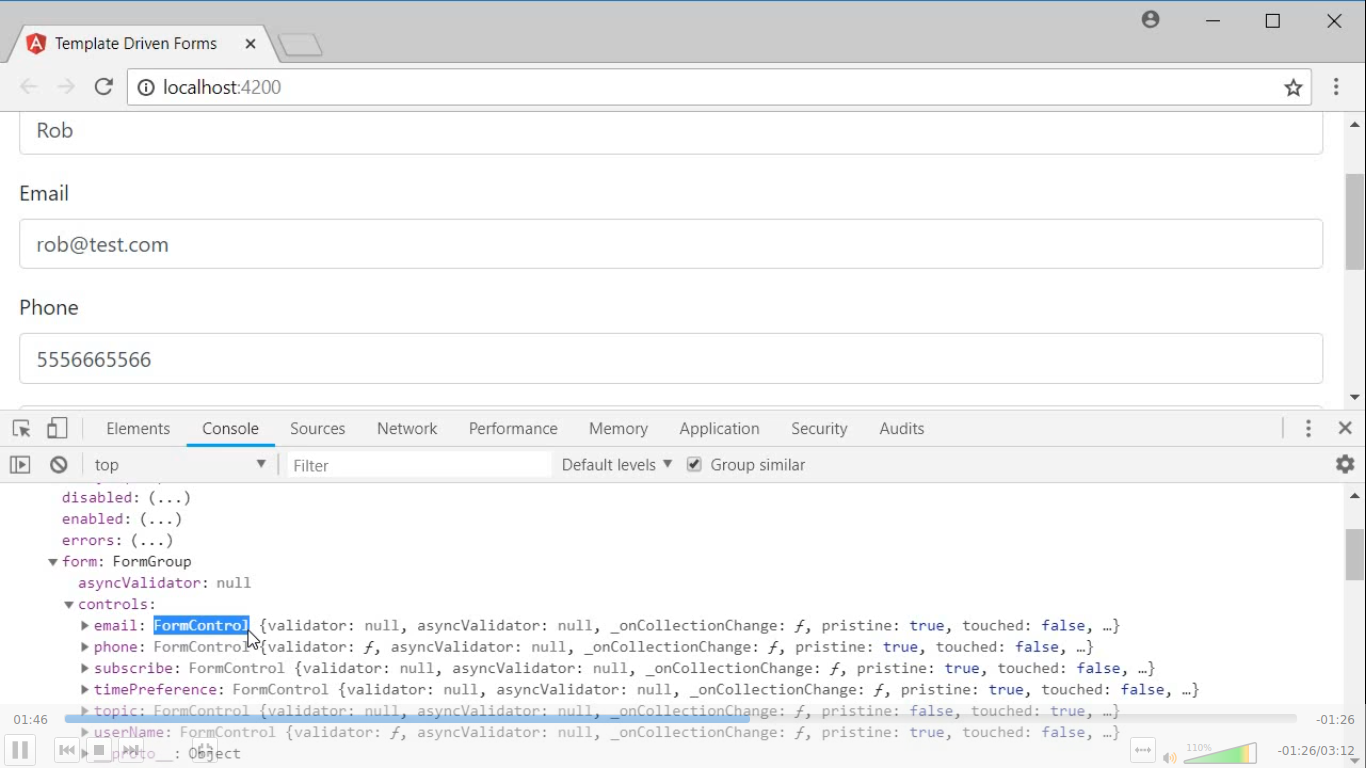 Template Driven Forms
localhost:4200
Rob
Email
rob@test.com
Phone
5556665566
Elements Console Sources Network Performance Memory Application Security Audits
top Filter Default levels Group similar
disabled: (...)
enabled: (...)
errors: (...)
form: FormGroup
asyncValidator: null
controls:
email: FormControl {validator: null, asyncValidator: null, _onCollectionChange: ƒ, pristine: true, touched: false, …}
phone: FormControl {validator: ƒ, asyncValidator: null, _onCollectionChange: ƒ, pristine: true, touched: false, …}
subscribe: FormControl {validator: null, asyncValidator: null, _onCollectionChange: ƒ, pristine: true, touched: false, …}
timePreference: FormControl {validator: null, asyncValidator: null, _onCollectionChange: ƒ, pristine: true, touched: false, …}
topic: FormControl {validator: null, asyncValidator: null, _onCollectionChange: ƒ, pristine: false, touched: true, …}
01:46 -01:26
userName: FormControl {validator: ƒ, asyncValidator: null, _onCollectionChange: ƒ, pristine: true, touched: false, …}
__proto__: Object
110% -01:26/03:12